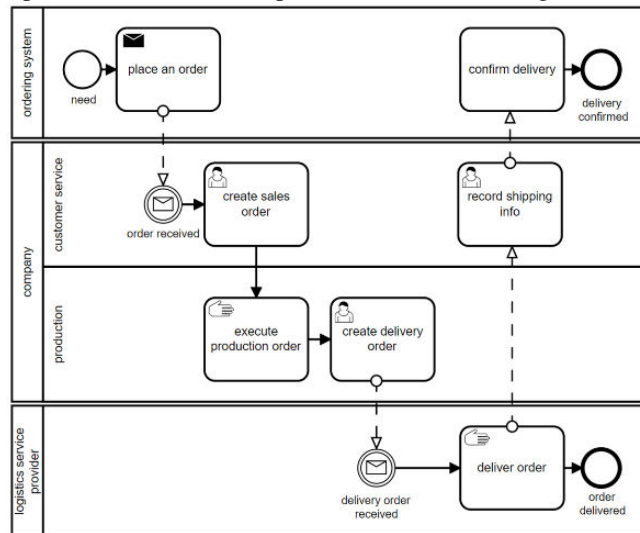 ordering system
place an order
need
confirm delivery
delivery
confirmed
company
customer service
order received
create sales
order
record shipping
info
production
execute
production order
create delivery
order
logistics service
provider
delivery order
received
deliver order
order
delivered